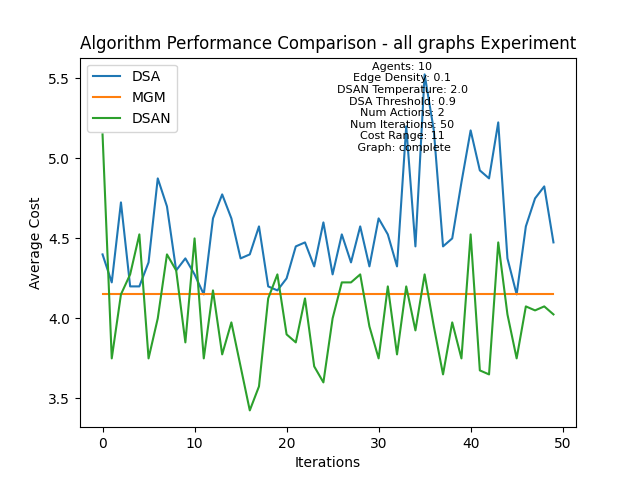 Algorithm Performance Comparison - all graphs Experiment
DSA
MGM
DSAN
Agents: 10
Edge Density: 0.1
DSAN Temperature: 2.0
DSA Threshold: 0.9
Num Actions: 2
Num Iterations: 50
Cost Range: 11
Graph: complete
Average Cost
5.5
5.0
4.5
4.0
3.5
0
10
20
30
40
50
Iterations